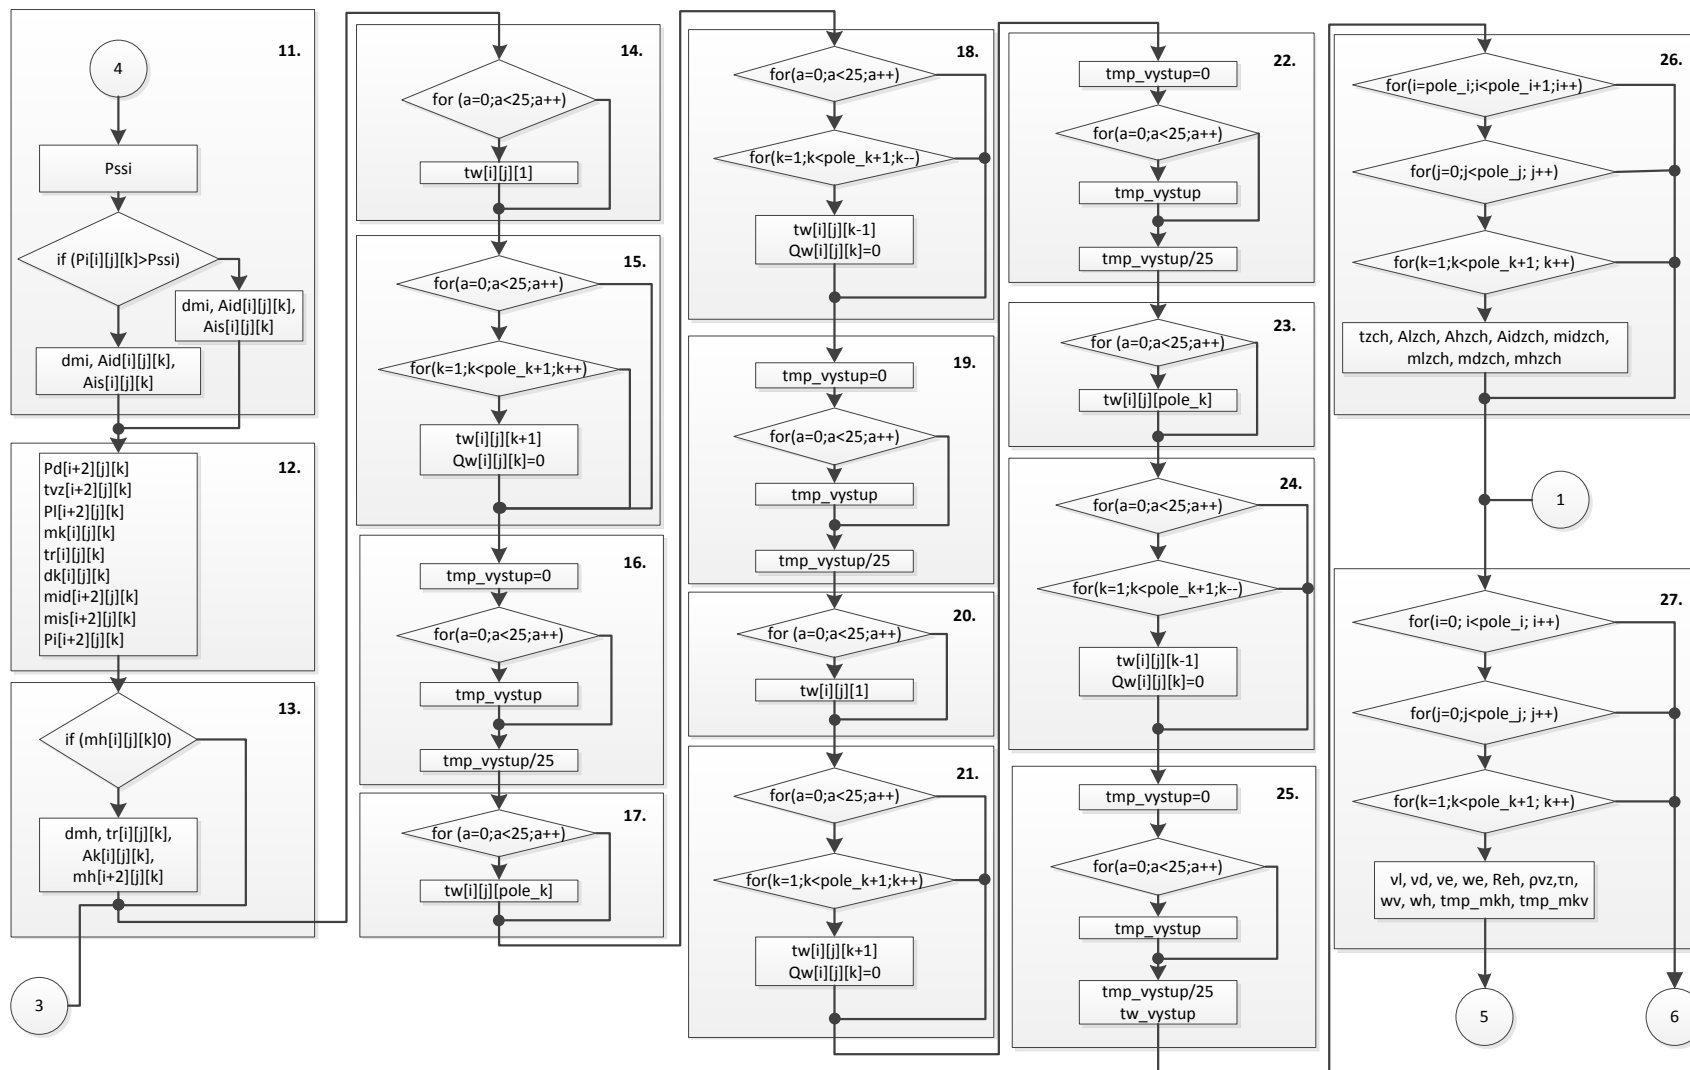 11.
4
Pssi
if (Pi[i][j][k]>Pssi)
dmi, Aid[i][j][k],
Ais[i][j][k]
dmi, Aid[i][j][k],
Ais[i][j][k]
12.
Pd[i+2][j][k]
tvz[i+2][j][k]
Pl[i+2][j][k]
mk[i][j][k]
tr[i][j][k]
dk[i][j][k]
mid[i+2][j][k]
mis[i+2][j][k]
Pi[i+2][j][k]
13.
if (mh[i][j][k]0)
dmh, tr[i][j][k],
Ak[i][j][k],
mh[i+2][j][k]
3
14.
for (a=0;a<25;a++)
tw[i][j][1]
15.
for(a=0;a<25;a++)
for(k=1;k<pole_k+1;k++)
tw[i][j][k+1]
Qw[i][j][k]=0
16.
tmp_vystup=0
for(a=0;a<25;a++)
tmp_vystup
tmp_vystup/25
17.
for (a=0;a<25;a++)
tw[i][j][pole_k]
18.
for(a=0;a<25;a++)
for(k=1;k<pole_k+1;k--)
tw[i][j][k-1]
Qw[i][j][k]=0
19.
tmp_vystup=0
for(a=0;a<25;a++)
tmp_vystup
tmp_vystup/25
20.
for (a=0;a<25;a++)
tw[i][j][1]
21.
for(a=0;a<25;a++)
for(k=1;k<pole_k+1;k++)
tw[i][j][k+1]
Qw[i][j][k]=0
22.
tmp_vystup=0
for(a=0;a<25;a++)
tmp_vystup
tmp_vystup/25
23.
for (a=0;a<25;a++)
tw[i][j][pole_k]
24.
for(a=0;a<25;a++)
for(k=1;k<pole_k+1;k--)
tw[i][j][k-1]
Qw[i][j][k]=0
25.
tmp_vystup=0
for(a=0;a<25;a++)
tmp_vystup
tmp_vystup/25
tw_vystup
26.
for(i=pole_i;i<pole_i+1;i++)
for(j=0;j<pole_j; j++)
for(k=1;k<pole_k+1; k++)
tzch, Alzch, Ahzch, Aidzch, midzch,
mlzch, mdzch, mhzch
1
27.
for(i=0; i<pole_i; i++)
for(j=0;j<pole_j; j++)
for(k=1;k<pole_k+1; k++)
vl, vd, ve, we, Reh, ρvz,τn,
wv, wh, tmp_mkh, tmp_mkv
5
6